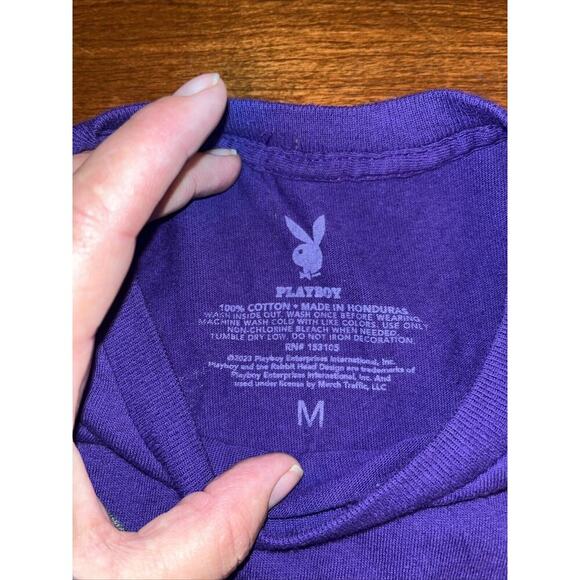 PLAYBOY
100% COTTON • MADE IN HONDURAS
WASH INSIDE OUT. WASH ONCE BEFORE WEARING.
MACHINE WASH COLD WITH LIKE COLORS. USE ONLY
NON-CHLORINE BLEACH WHEN NEEDED.
TUMBLE DRY LOW. DO NOT IRON DECORATION.
RN# 153105
©2023 Playboy Enterprises International, Inc.
Playboy and the Rabbit Head Design are trademarks of
Playboy Enterprises International, Inc. And
used under license by Merch Traffic, LLC
M